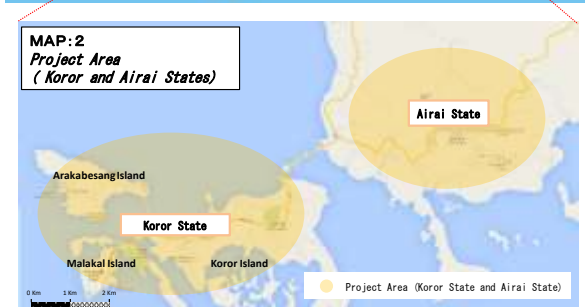 MAP:2
Project Area
( Koror and Airai States)
Airai State
Arakabesang Island
Koror State
Malakal Island
Koror Island
0 Km 1 Km 2 Km
Project Area (Koror State and Airai State)